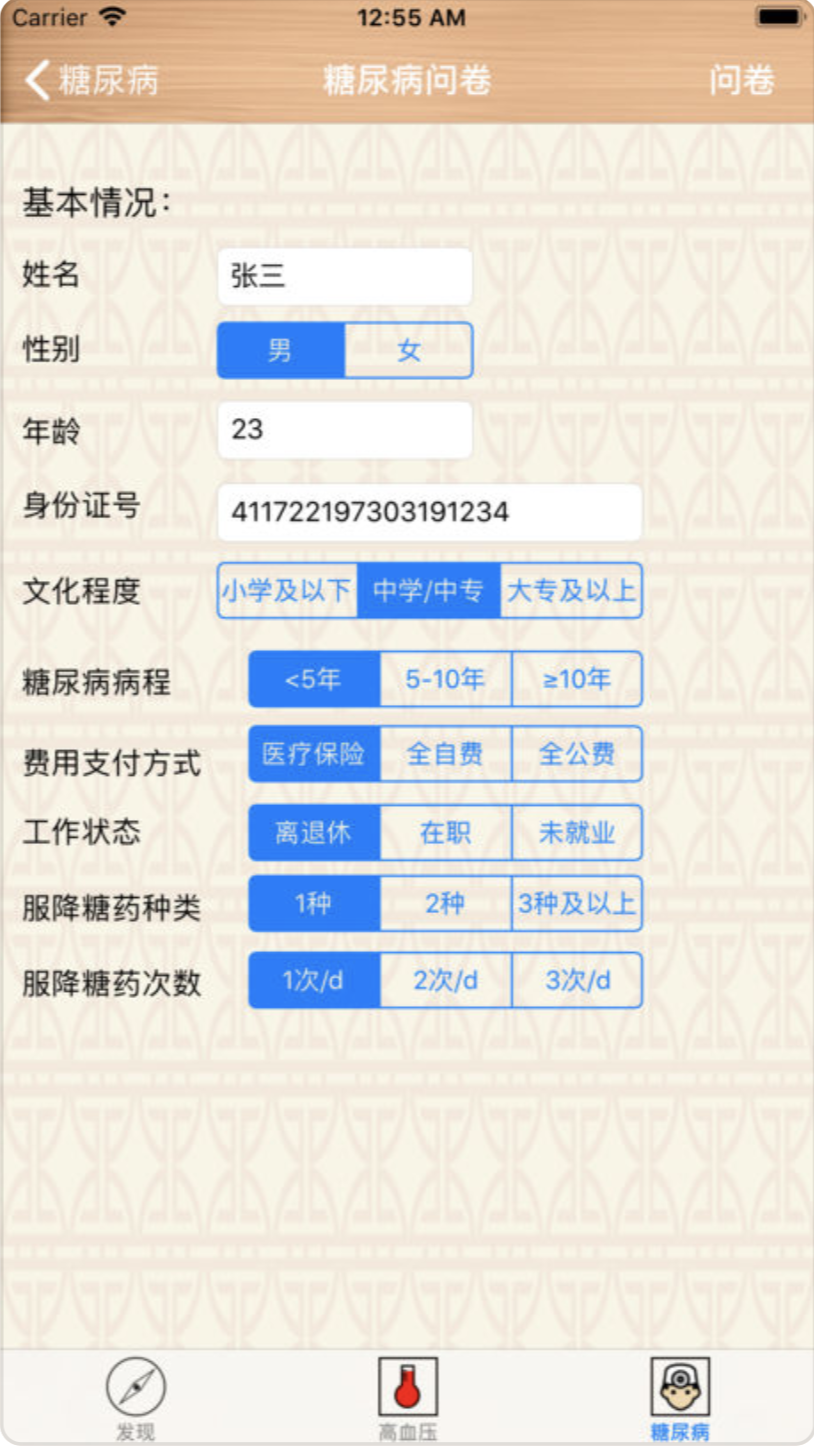 Carrier 12:55 AM
糖尿病 糖尿病问卷 问卷
基本情况：
姓名 张三
性别 男 女
年龄 23
身份证号 411722197303191234
文化程度 小学及以下 中学/中专 大专及以上
糖尿病病程 <5年 5-10年 ≥10年
费用支付方式 医疗保险 全自费 全公费
工作状态 离退休 在职 未就业
服降糖药种类 1种 2种 3种及以上
服降糖药次数 1次/d 2次/d 3次/d
发现 高血压 糖尿病